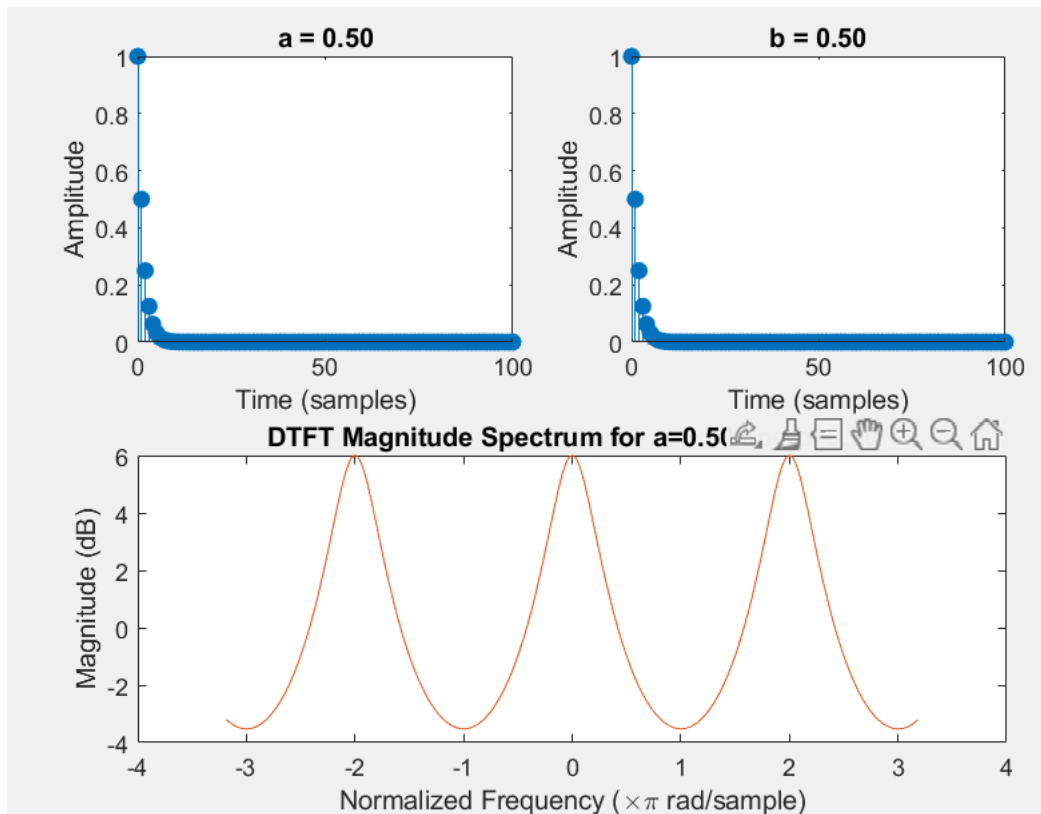 a = 0.50
b = 0.50
1
0.8
0.6
0.4
0.2
0
Amplitude
0 50 100
Time (samples)
1
0.8
0.6
0.4
0.2
0
Amplitude
0 50 100
Time (samples)
DTFT Magnitude Spectrum for a=0.50
6
4
2
0
-2
-4
Magnitude (dB)
-4 -3 -2 -1 0 1 2 3 4
Normalized Frequency (×π rad/sample)